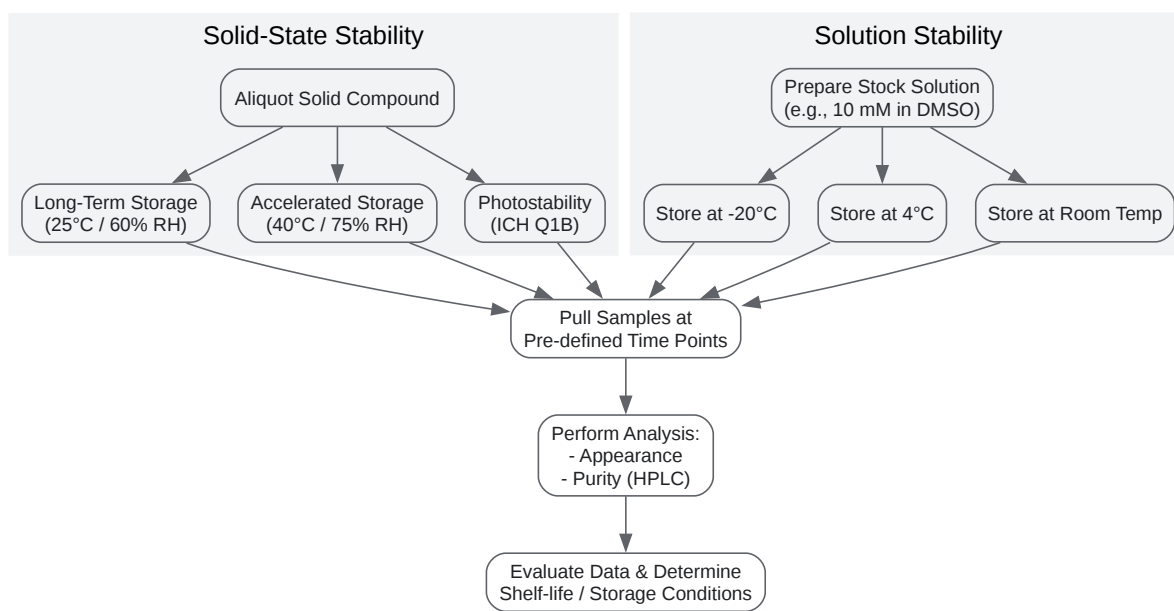 Solid-State Stability
Aliquot Solid Compound
Long-Term Storage
(25°C / 60% RH)
Accelerated Storage
(40°C / 75% RH)
Photostability
(ICH Q1B)
Solution Stability
Prepare Stock Solution
(e.g., 10 mM in DMSO)
Store at -20°C
Store at 4°C
Store at Room Temp
Pull Samples at
Pre-defined Time Points
Perform Analysis:
- Appearance
- Purity (HPLC)
Evaluate Data & Determine
Shelf-life / Storage Conditions